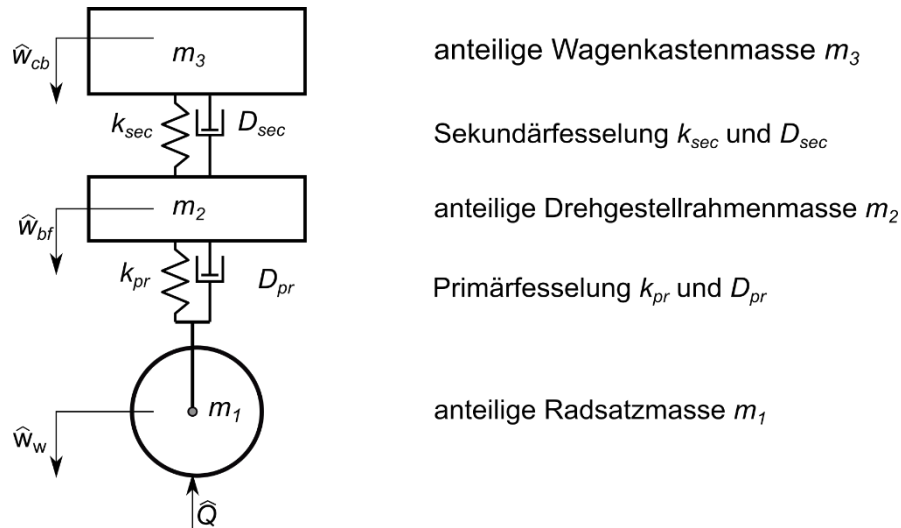 ŵcb
m3
anteilige Wagenkastenmasse m3
ksec
Dsec
Sekundärfesselung ksec und Dsec
ŵbf
m2
anteilige Drehgestellrahmenmasse m2
kpr
Dpr
Primärfesselung kpr und Dpr
ŵw
m1
anteilige Radsatzmasse m1
Q̂